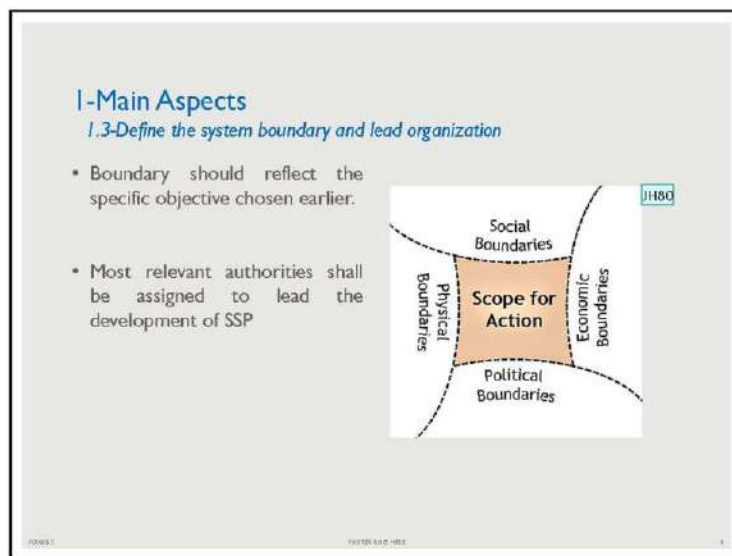 1-Main Aspects
1.3-Define the system boundary and lead organization
• Boundary should reflect the
specific objective chosen earlier.
• Most relevant authorities shall
be assigned to lead the
development of SSP
JH80
Social
Boundaries
Physical
Boundaries
Scope for
Action
Economic
Boundaries
Political
Boundaries